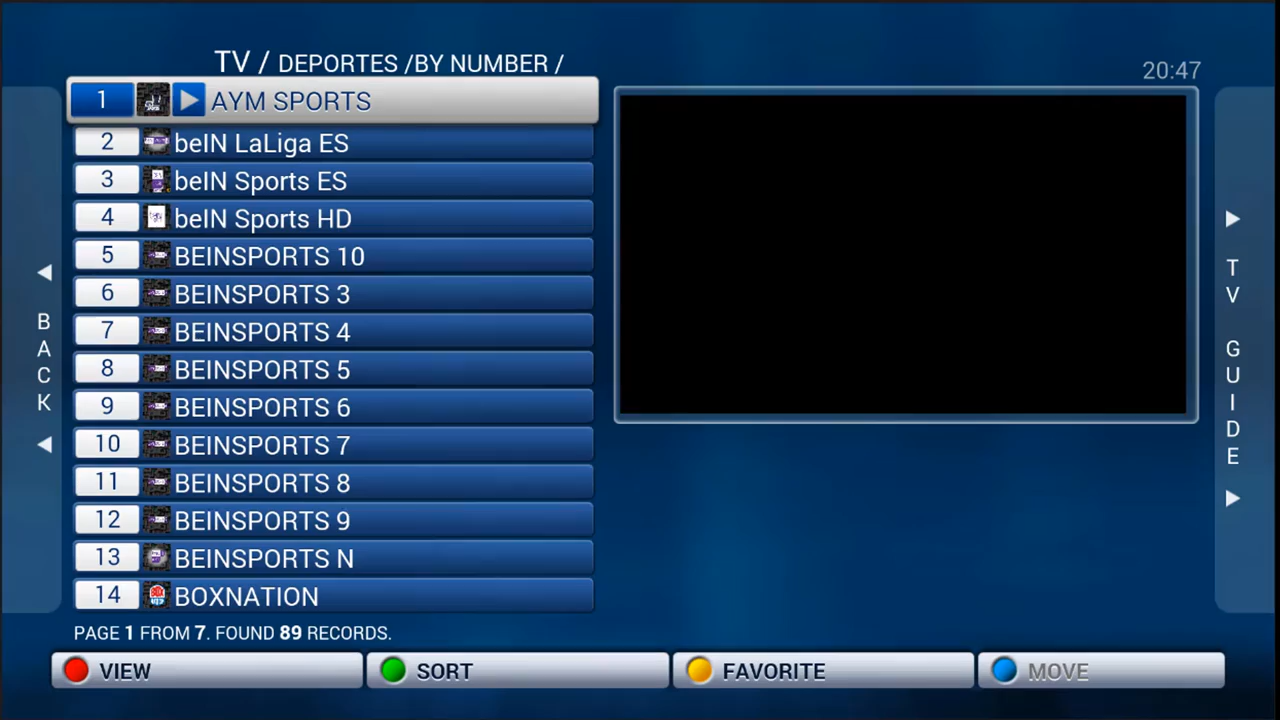 TV / DEPORTES /BY NUMBER /
20:47
1 AYM SPORTS
2 beIN LaLiga ES
3 beIN Sports ES
4 beIN Sports HD
5 BEINSPORTS 10
6 BEINSPORTS 3
7 BEINSPORTS 4
8 BEINSPORTS 5
9 BEINSPORTS 6
10 BEINSPORTS 7
11 BEINSPORTS 8
12 BEINSPORTS 9
13 BEINSPORTS N
14 BOXNATION
BACK
TV GUIDE
PAGE 1 FROM 7. FOUND 89 RECORDS.
VIEW SORT FAVORITE MOVE